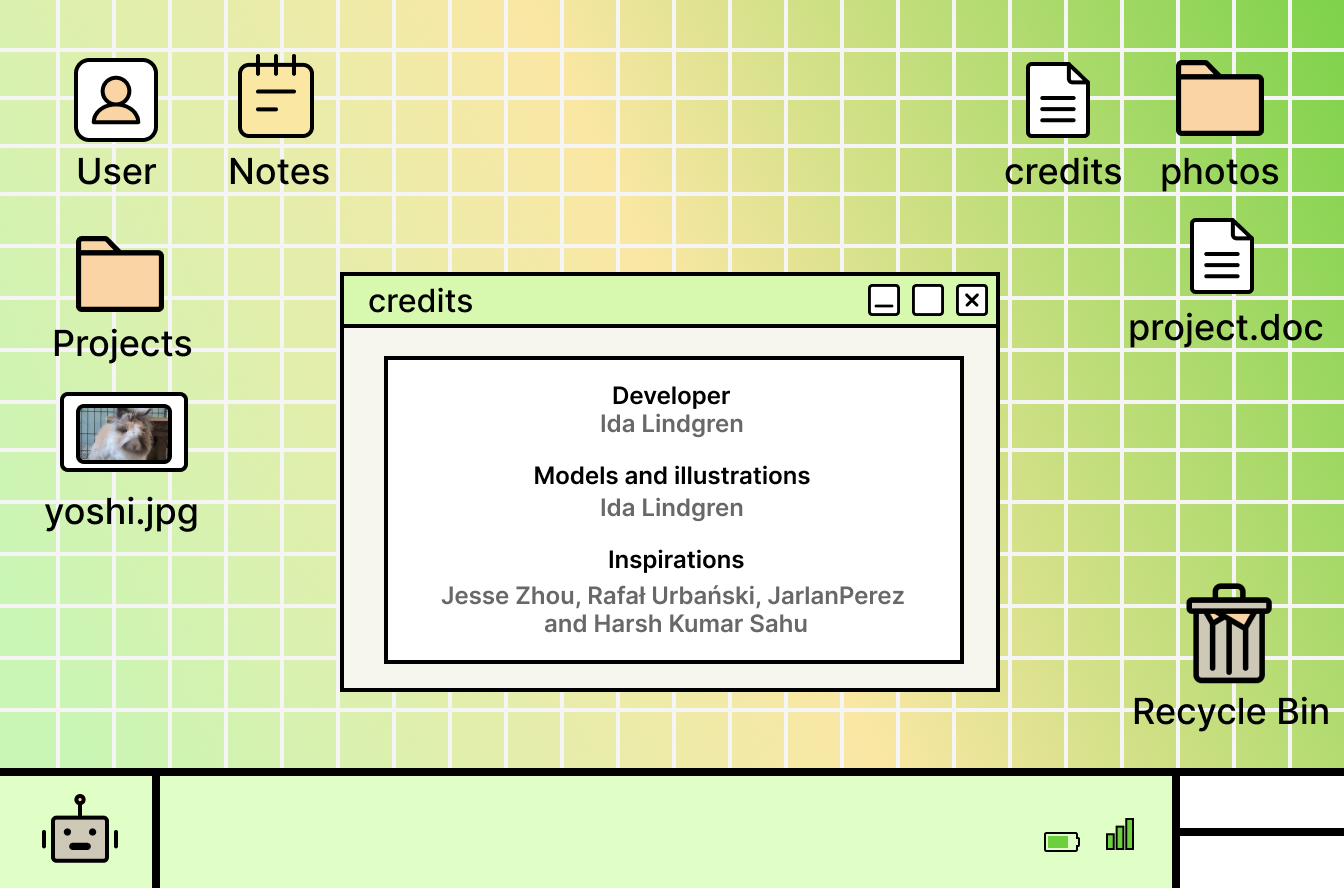 User
Notes
credits
photos
Projects
project.doc
yoshi.jpg
credits
Developer
Ida Lindgren
Models and illustrations
Ida Lindgren
Inspirations
Jesse Zhou, Rafał Urbański, JarlanPerez
and Harsh Kumar Sahu
Recycle Bin